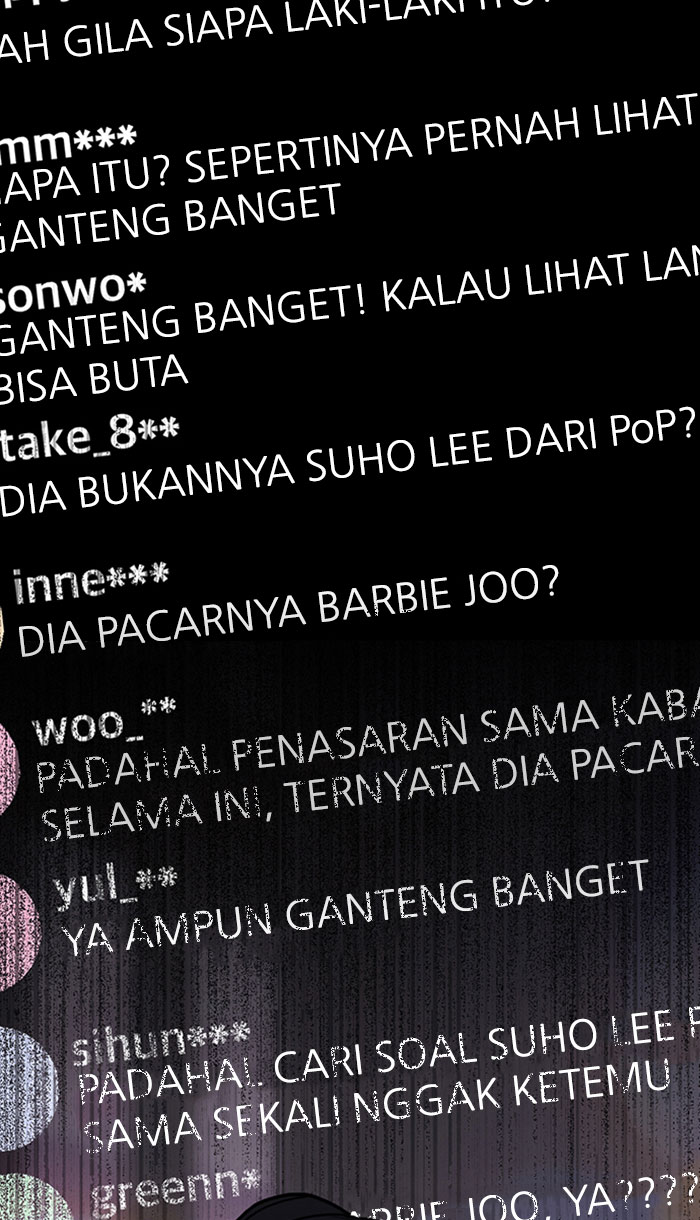 AH GILA SIAPA LAKI-LAKI ITU?
mm***
APA ITU? SEPERTINYA PERNAH LIHAT
GANTENG BANGET
sonwo*
GANTENG BANGET! KALAU LIHAT LAN
BISA BUTA
take_8**
DIA BUKANNYA SUHO LEE DARI PoP?
inne***
DIA PACARNYA BARBIE JOO?
woo_**
PADAHAL PENASARAN SAMA KABA
SELAMA INI, TERNYATA DIA PACAR
yul_**
YA AMPUN GANTENG BANGET
sihun***
PADAHAL CARI SOAL SUHO LEE
SAMA SEKALI NGGAK KETEMU
greenn*
JOO, YA????